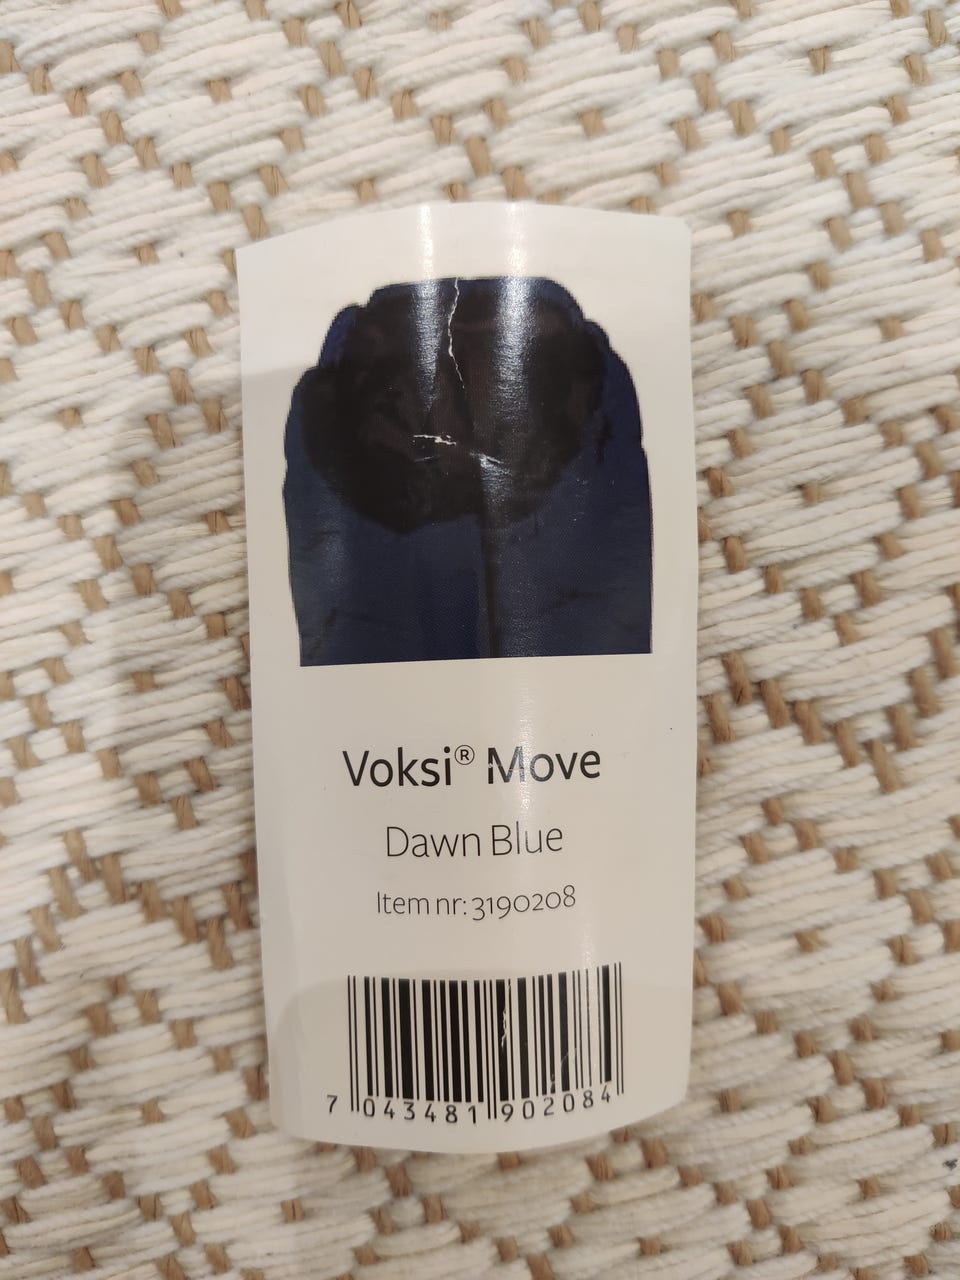 Voksi® Move
Dawn Blue
Item nr: 3190208
7 043481 902084